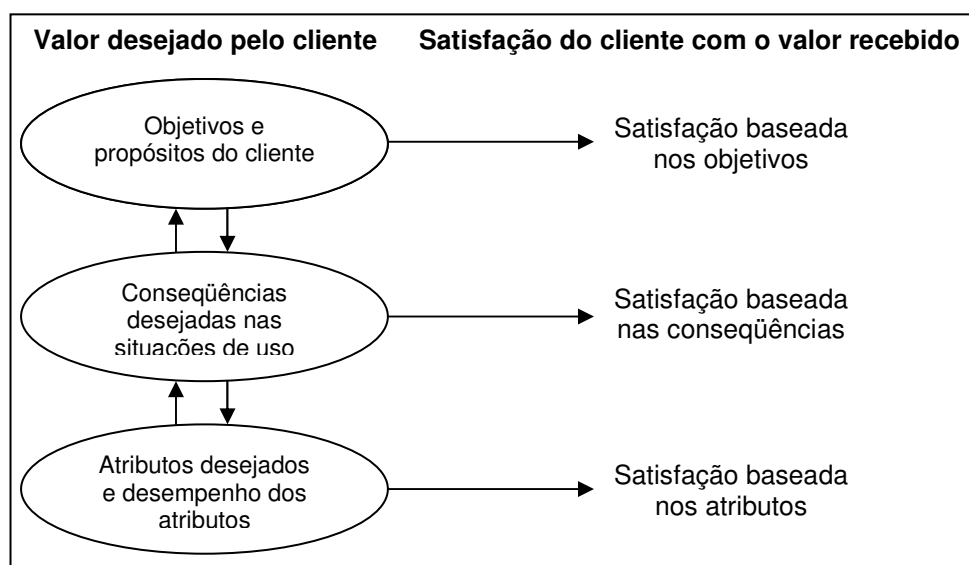 Valor desejado pelo cliente
Satisfação do cliente com o valor recebido
Objetivos e
propósitos do cliente
Satisfação baseada
nos objetivos
Conseqüências
desejadas nas
situações de uso
Satisfação baseada
nas conseqüências
Atributos desejados
e desempenho dos
atributos
Satisfação baseada
nos atributos